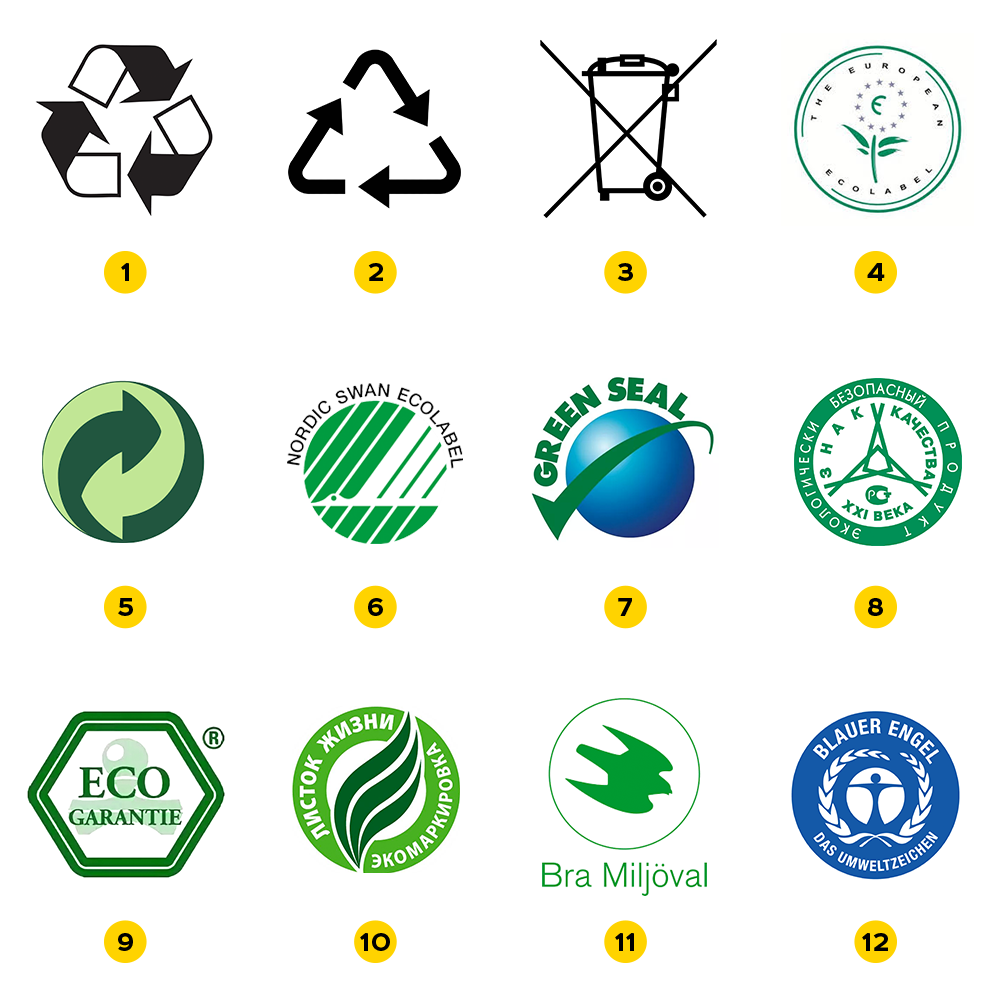 THE EUROPEAN
ECOLABEL
1
2
3
4
NORDIC SWAN ECOLABEL
GREEN SEAL
ЭКОЛОГИЧЕСКИ БЕЗОПАСНЫЙ ПРОДУКТ
ЗНАК КАЧЕСТВА
XXI ВЕКА
5
6
7
8
ECO
GARANTIE
®
ЛИСТОК ЖИЗНИ
ЭКОМАРКИРОВКА
Bra Miljöval
BLAUER ENGEL
DAS UMWELTZEICHEN
9
10
11
12